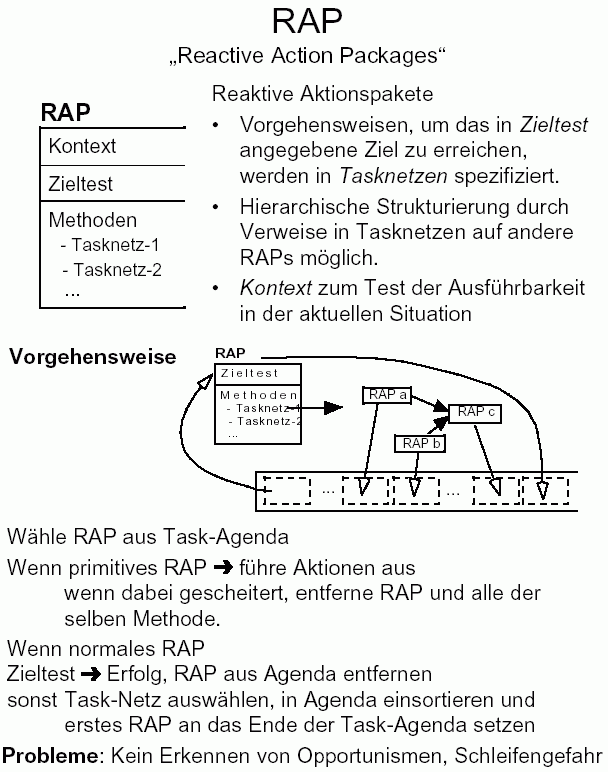 RAP
„Reactive Action Packages“
RAP
Kontext
Zieltest
Methoden
- Tasknetz-1
- Tasknetz-2
...
Reaktive Aktionspakete
• Vorgehensweisen, um das in Zieltest
angegebene Ziel zu erreichen,
werden in Tasknetzen spezifiziert.
• Hierarchische Strukturierung durch
Verweise in Tasknetzen auf andere
RAPs möglich.
• Kontext zum Test der Ausführbarkeit
in der aktuellen Situation
Vorgehensweise
RAP
Zieltest
Methoden
- Tasknetz-1
- Tasknetz-2
...
RAP a
RAP c
RAP b
... ...
Wähle RAP aus Task-Agenda
Wenn primitives RAP ➔ führe Aktionen aus
wenn dabei gescheitert, entferne RAP und alle der
selben Methode.
Wenn normales RAP
Zieltest ➔ Erfolg, RAP aus Agenda entfernen
sonst Task-Netz auswählen, in Agenda einsortieren und
erstes RAP an das Ende der Task-Agenda setzen
Probleme: Kein Erkennen von Opportunismen, Schleifengefahr